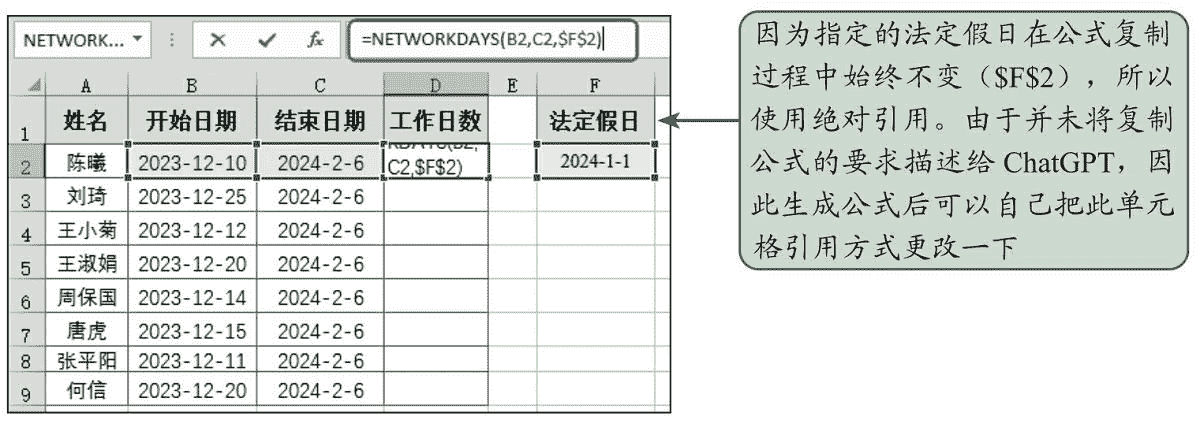 NETWORK... =NETWORKDAYS(B2,C2,$F$2)
A B C D E F
1 姓名 开始日期 结束日期 工作日数 法定假日
2 陈曦 2023-12-10 2024-2-6 KDAYS(B2,C2,$F$2) 2024-1-1
3 刘琦 2023-12-25 2024-2-6
4 王小菊 2023-12-12 2024-2-6
5 王淑娟 2023-12-20 2024-2-6
6 周保国 2023-12-14 2024-2-6
7 唐虎 2023-12-15 2024-2-6
8 张平阳 2023-12-11 2024-2-6
9 何信 2023-12-20 2024-2-6
因为指定的法定假日在公式复制
过程中始终不变（$F$2），所以
使用绝对引用。由于并未将复制
公式的要求描述给 ChatGPT，因
此生成公式后可以自己把此单元
格引用方式更改一下